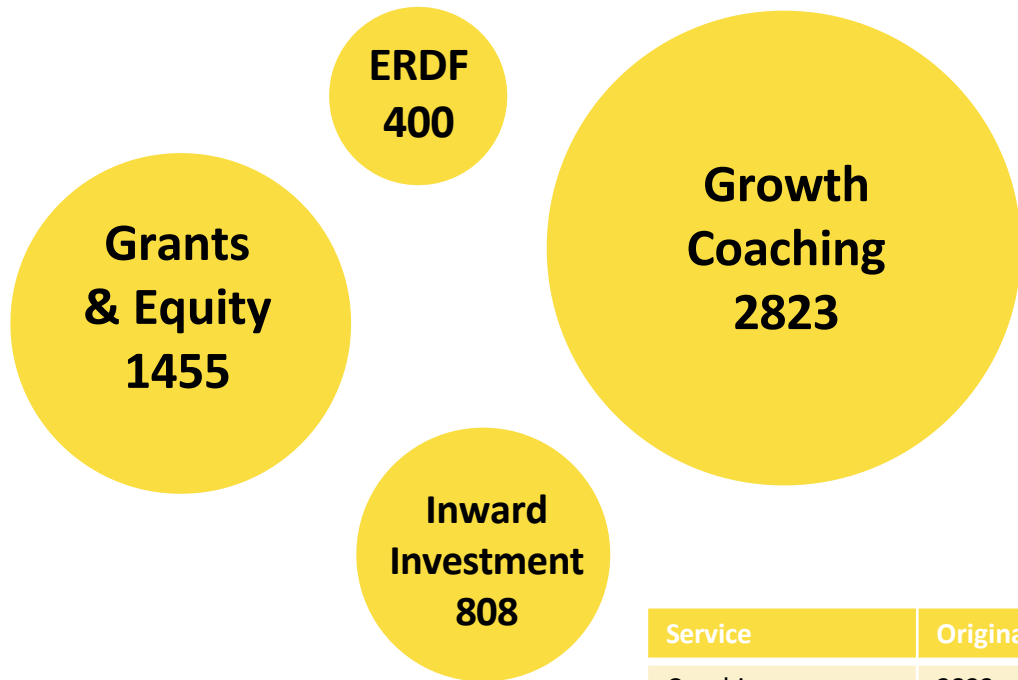 ERDF
400
Growth
Coaching
2823
Grants
& Equity
1455
Inward
Investment
808
Service